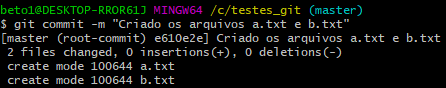 beto1@DESKTOP-RROR61J MINGW64 /c/testes_git (master)
$ git commit -m "Criado os arquivos a.txt e b.txt"
[master (root-commit) e610e2e] Criado os arquivos a.txt e b.txt
 2 files changed, 0 insertions(+), 0 deletions(-)
 create mode 100644 a.txt
 create mode 100644 b.txt